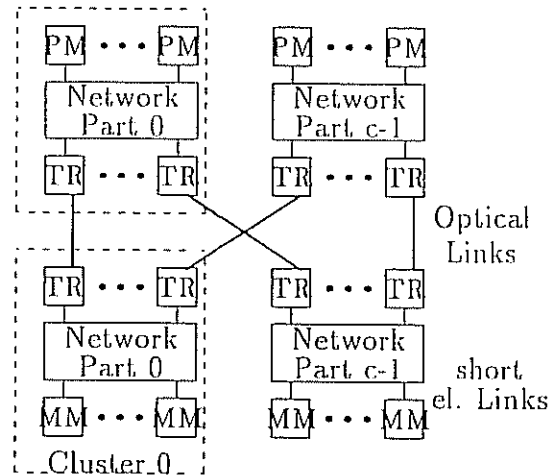 PM ••• PM PM ••• PM
Network Network
Part 0 Part c-1
TR ••• TR TR ••• TR
Optical
Links
TR ••• TR TR ••• TR
Network Network
Part 0 Part c-1
short
el. Links
MM ••• MM MM ••• MM
Cluster 0